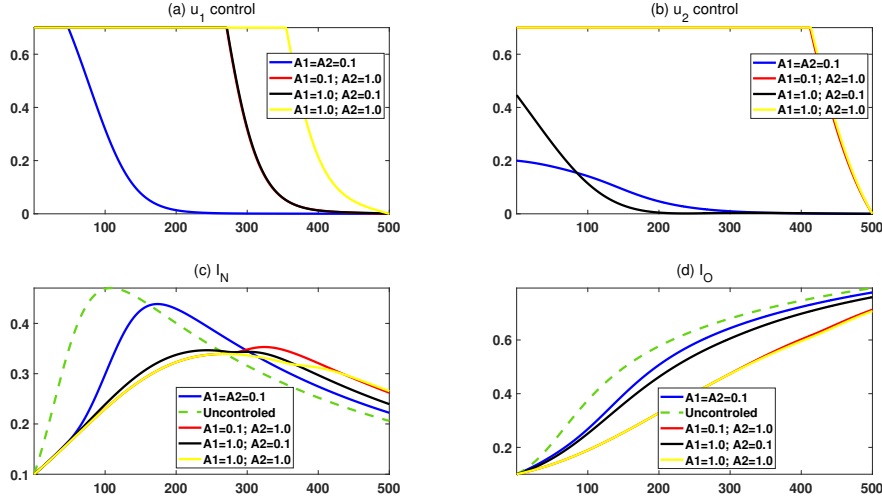 (a) u1 control
0.6
0.4
0.2
0
100 200 300 400 500
A1=A2=0.1
A1=0.1; A2=1.0
A1=1.0; A2=0.1
A1=1.0; A2=1.0
(b) u2 control
0.6
0.4
0.2
0
100 200 300 400 500
A1=A2=0.1
A1=0.1; A2=1.0
A1=1.0; A2=0.1
A1=1.0; A2=1.0
(c) IN
0.4
0.3
0.2
0.1
100 200 300 400 500
A1=A2=0.1
Uncontroled
A1=0.1; A2=1.0
A1=1.0; A2=0.1
A1=1.0; A2=1.0
(d) IO
0.6
0.4
0.2
100 200 300 400 500
A1=A2=0.1
Uncontroled
A1=0.1; A2=1.0
A1=1.0; A2=0.1
A1=1.0; A2=1.0